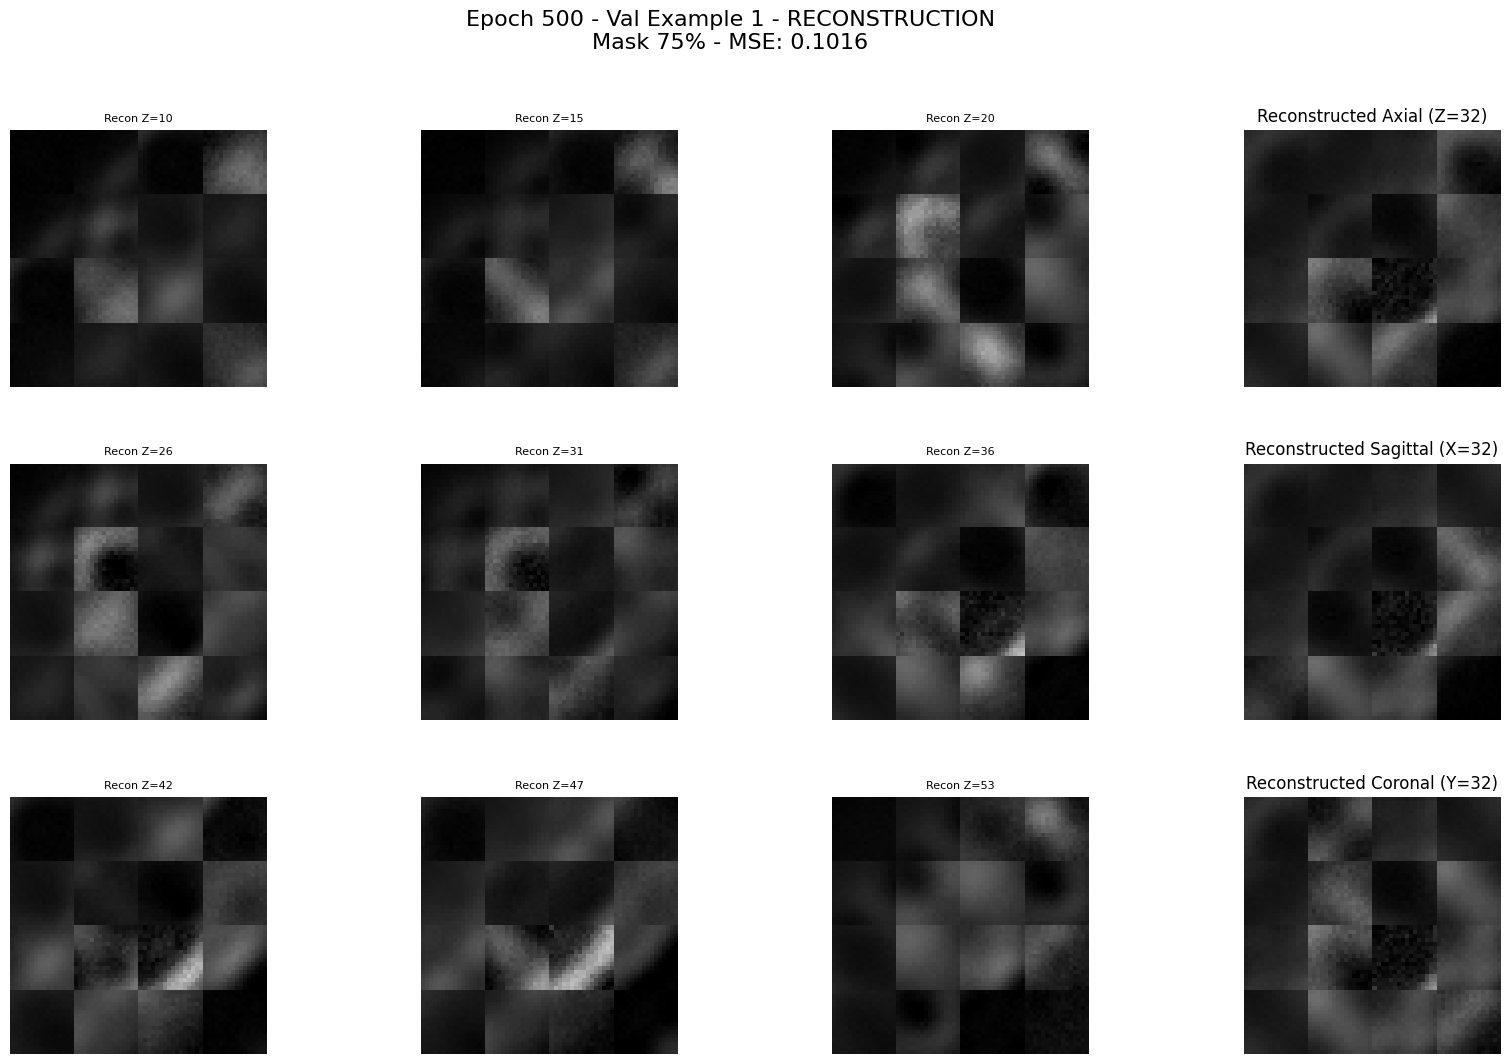 Epoch 500 - Val Example 1 - RECONSTRUCTION
Mask 75% - MSE: 0.1016
Recon Z=10
Recon Z=15
Recon Z=20
Reconstructed Axial (Z=32)
Recon Z=26
Recon Z=31
Recon Z=36
Reconstructed Sagittal (X=32)
Recon Z=42
Recon Z=47
Recon Z=53
Reconstructed Coronal (Y=32)